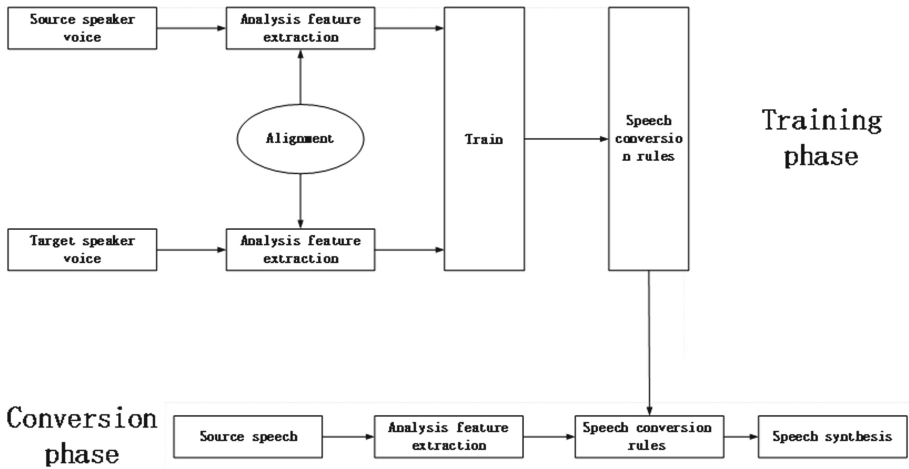 Source speaker
voice
Analysis feature
extraction
Alignment
Target speaker
voice
Analysis feature
extraction
Train
Speech
conversio
n rules
Training
phase
Conversion
phase
Source speech
Analysis feature
extraction
Speech conversion
rules
Speech synthesis